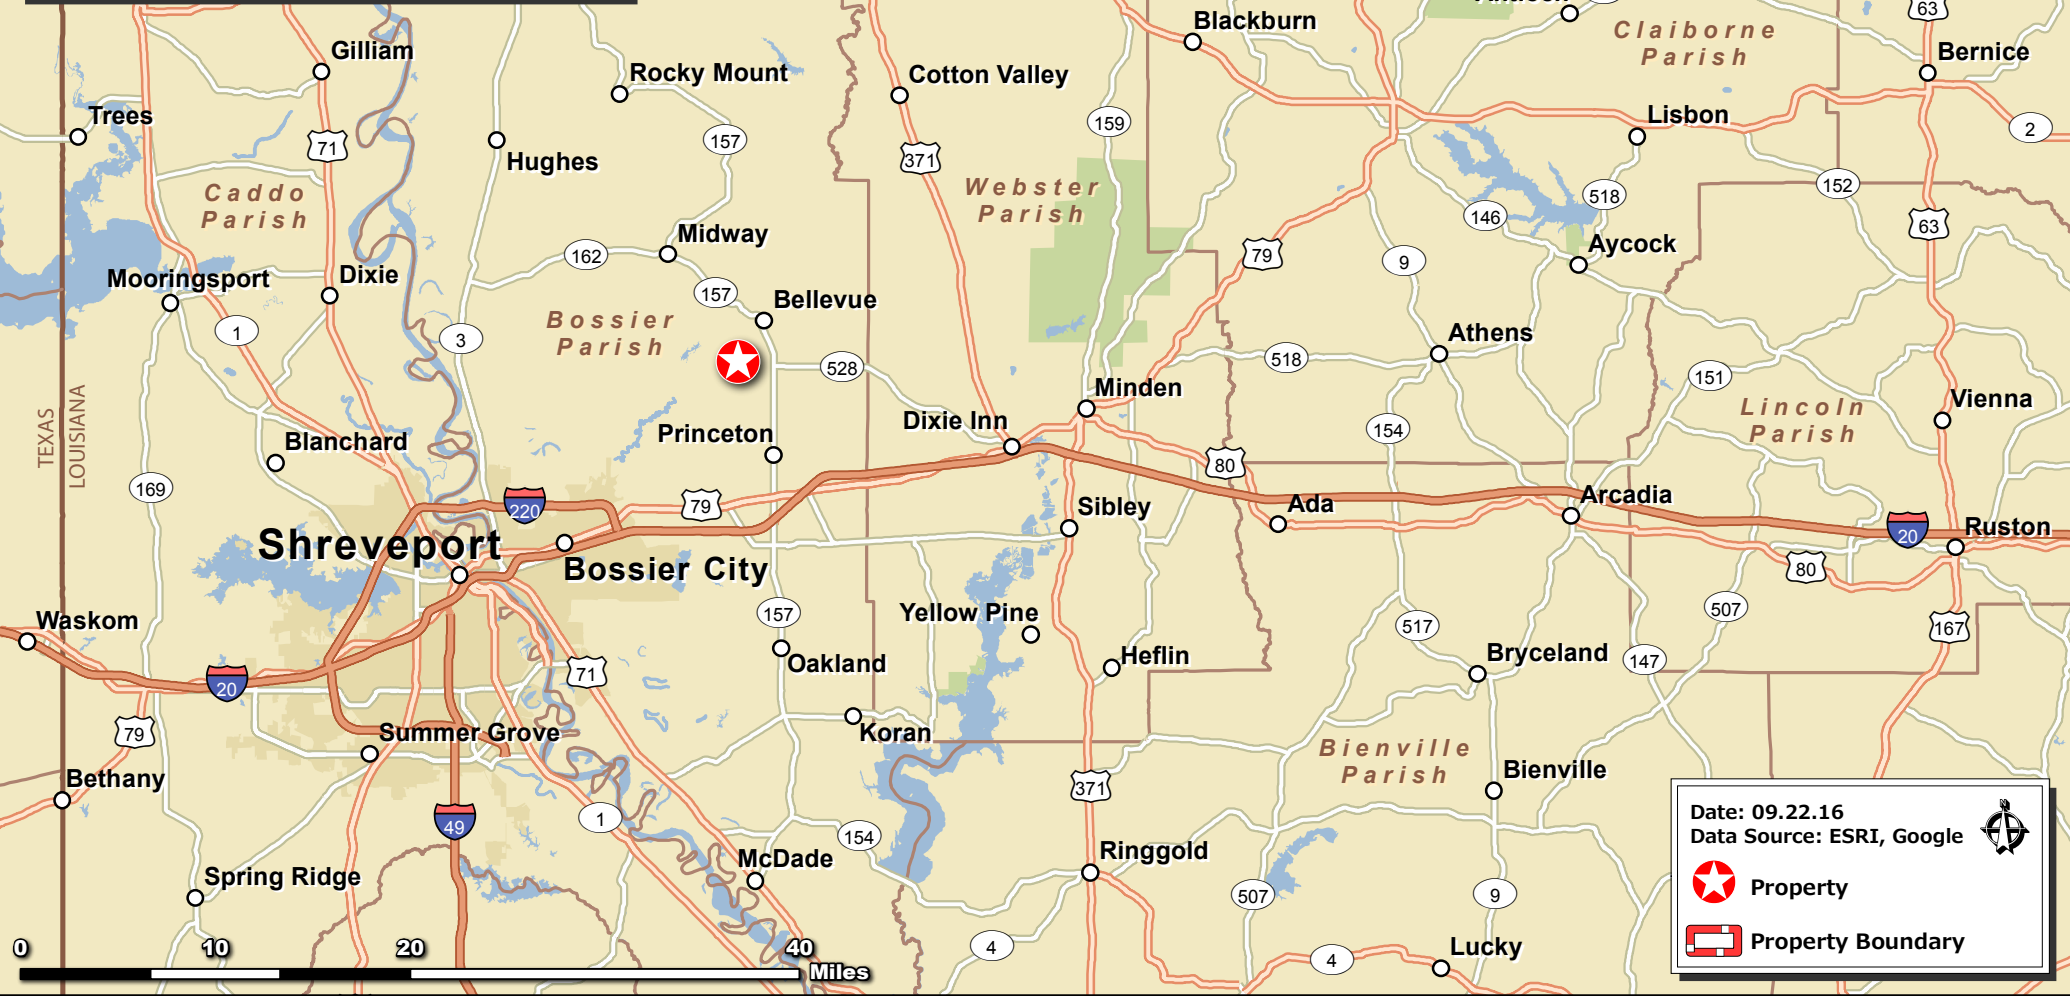 Blackburn
Claiborne
Parish
63
Bernice
Gilliam
Rocky Mount
Cotton Valley
Trees
159
Lisbon
2
71
157
Hughes
371
Caddo
Parish
Webster
Parish
152
518
146
63
Midway
Aycock
162
79
9
Mooringsport
Dixie
157
Bellevue
1
3
Bossier
Parish
Athens
528
518
151
Minden
TEXAS
LOUISIANA
Dixie Inn
Lincoln
Parish
Vienna
Blanchard
Princeton
154
80
169
220
79
Sibley
Ada
Arcadia
20
Ruston
Shreveport
Bossier City
80
Waskom
157
Yellow Pine
517
507
167
Oakland
Heflin
Bryceland
147
20
71
79
Summer Grove
Koran
Bienville
Parish
Bethany
371
Bienville
49
1
154
Date: 09.22.16
Data Source: ESRI, Google
N
McDade
Ringgold
Spring Ridge
507
9
Property
4
4
Lucky
Property Boundary
0 10 20 40
Miles